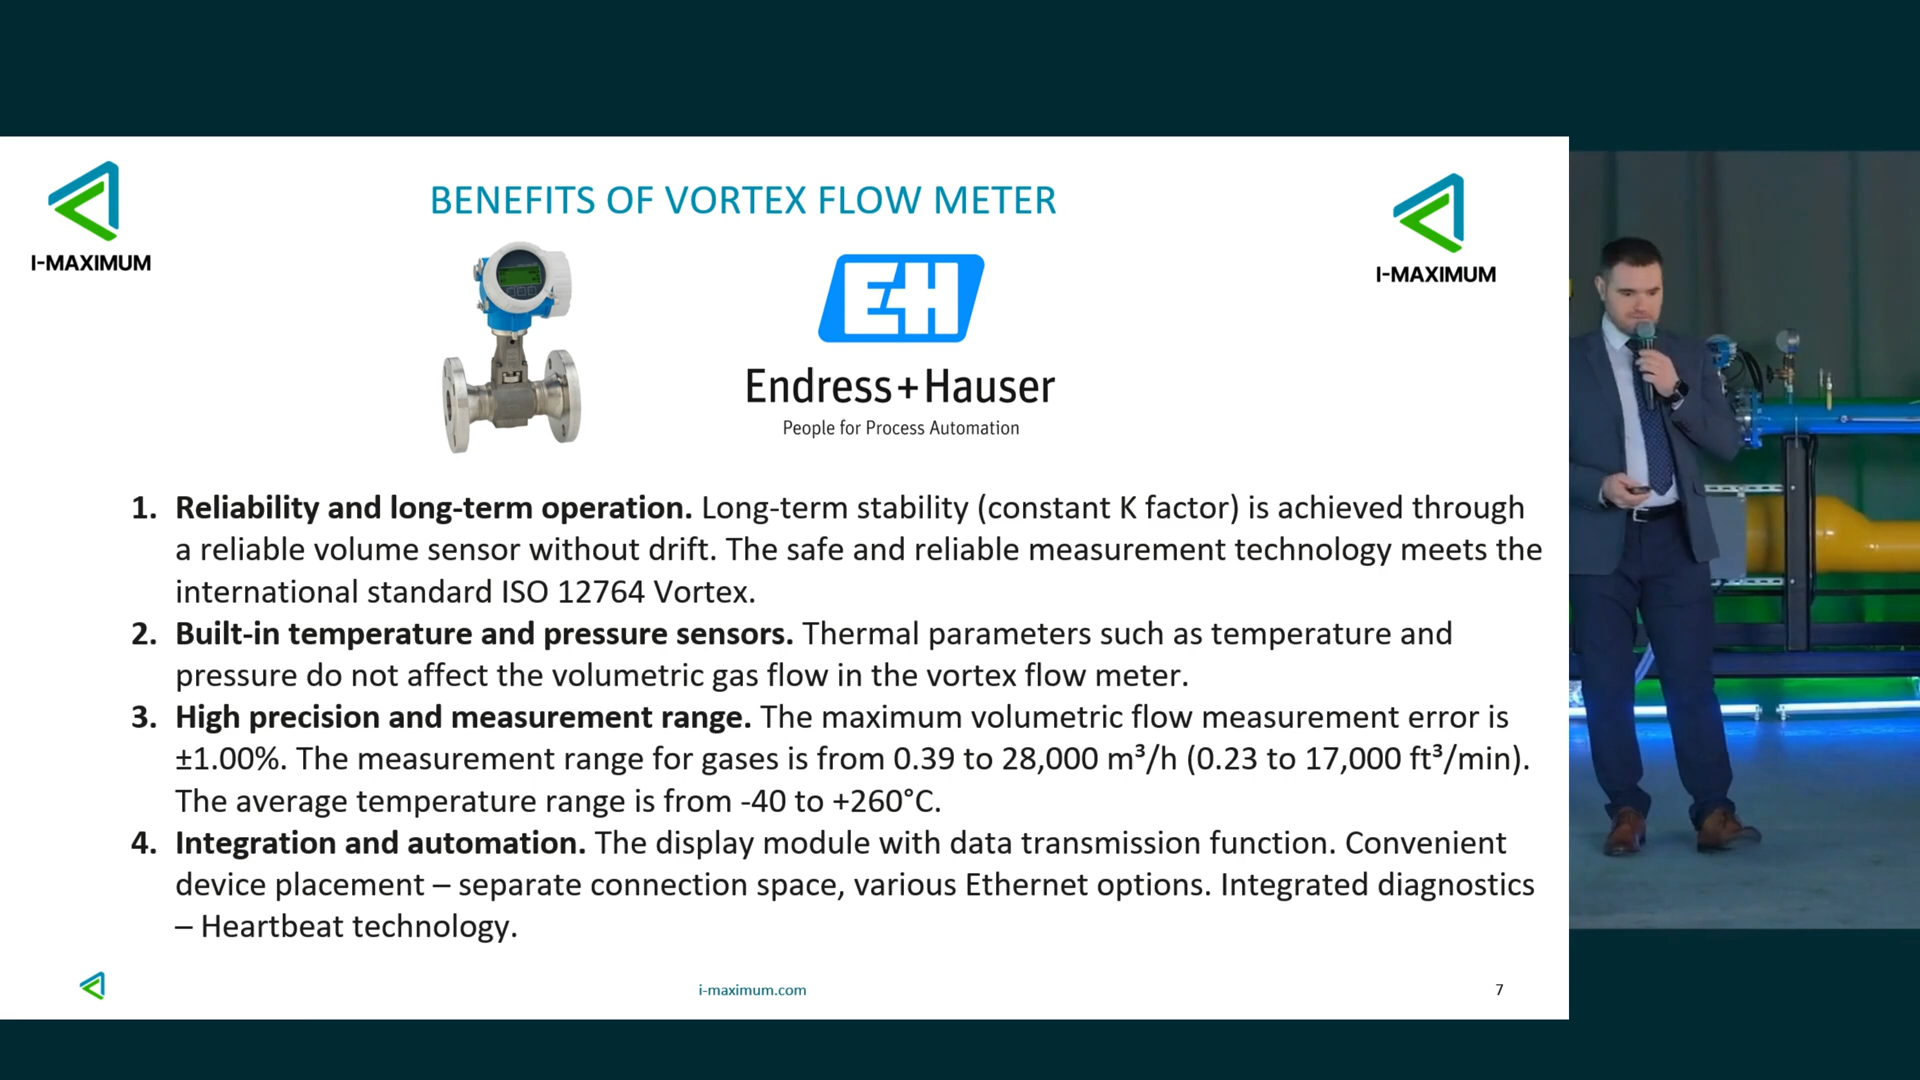 I-MAXIMUM
BENEFITS OF VORTEX FLOW METER
I-MAXIMUM
EH
Endress+Hauser
People for Process Automation
1. Reliability and long-term operation. Long-term stability (constant K factor) is achieved through
a reliable volume sensor without drift. The safe and reliable measurement technology meets the
international standard ISO 12764 Vortex.
2. Built-in temperature and pressure sensors. Thermal parameters such as temperature and
pressure do not affect the volumetric gas flow in the vortex flow meter.
3. High precision and measurement range. The maximum volumetric flow measurement error is
±1.00%. The measurement range for gases is from 0.39 to 28,000 m³/h (0.23 to 17,000 ft³/min).
The average temperature range is from -40 to +260°C.
4. Integration and automation. The display module with data transmission function. Convenient
device placement – separate connection space, various Ethernet options. Integrated diagnostics
– Heartbeat technology.
i-maximum.com
7